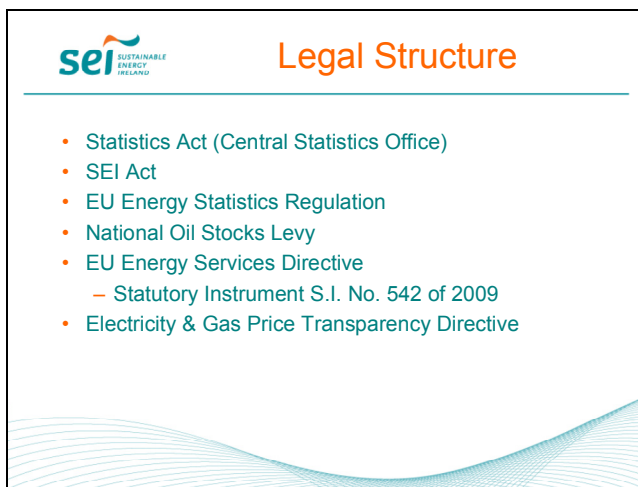 sei SUSTAINABLE
ENERGY
IRELAND
Legal Structure
• Statistics Act (Central Statistics Office)
• SEI Act
• EU Energy Statistics Regulation
• National Oil Stocks Levy
• EU Energy Services Directive
– Statutory Instrument S.I. No. 542 of 2009
• Electricity & Gas Price Transparency Directive